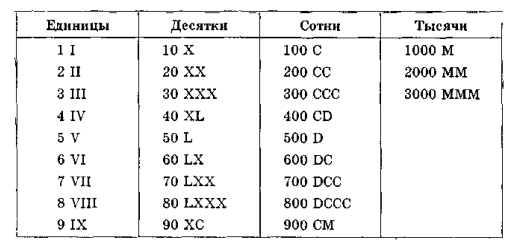 Единицы Десятки Сотни Тысячи
1 I 10 X 100 C 1000 M
2 II 20 XX 200 CC 2000 MM
3 III 30 XXX 300 CCC 3000 MMM
4 IV 40 XL 400 CD
5 V 50 L 500 D
6 VI 60 LX 600 DC
7 VII 70 LXX 700 DCC
8 VIII 80 LXXX 800 DCCC
9 IX 90 XC 900 CM